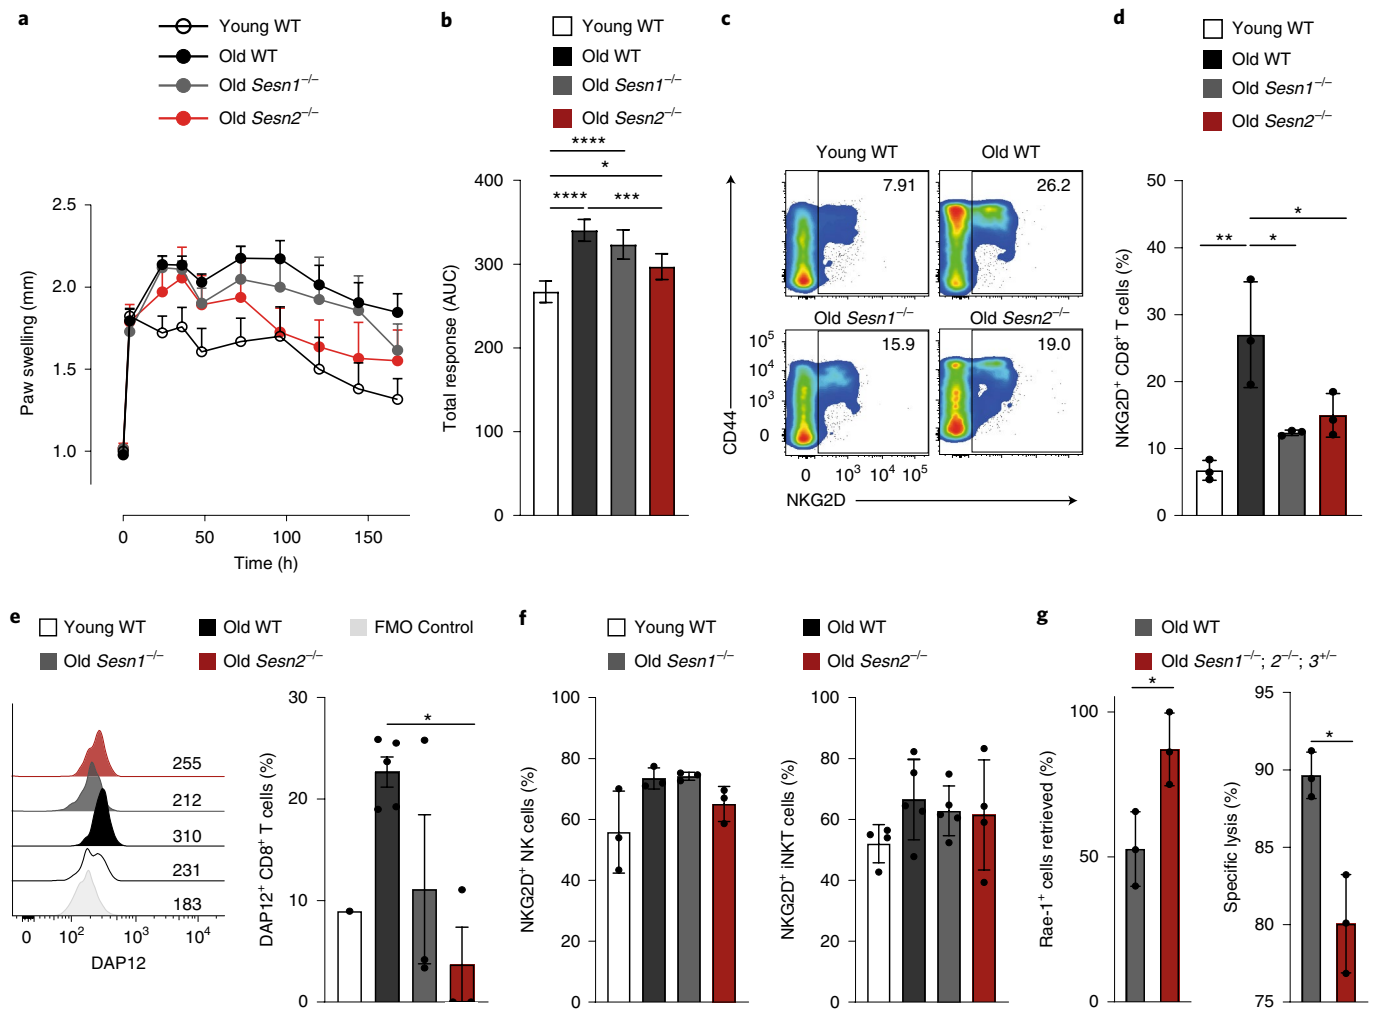 a
Young WT
Old WT
Old Sesn1−/−
Old Sesn2−/−
2.5
2.0
1.5
1.0
Paw swelling (mm)
0 50 100 150
Time (h)
b
Young WT
Old WT
Old Sesn1−/−
Old Sesn2−/−
****
*
**** ***
400
300
200
100
0
Total response (AUC)
c
Young WT Old WT
7.91 26.2
Old Sesn1−/− Old Sesn2−/−
15.9 19.0
10^5
10^4
10^3
0
CD44
0 10^3 10^4 10^5
NKG2D
d
Young WT
Old WT
Old Sesn1−/−
Old Sesn2−/−
50
40
30
20
10
0
*
** *
NKG2D+ CD8+ T cells (%)
e
Young WT Old WT FMO Control
Old Sesn1−/− Old Sesn2−/−
255
212
310
231
183
0 10^2 10^3 10^4
DAP12
30
20
10
0
*
DAP12+ CD8+ T cells (%)
f
Young WT Old WT
Old Sesn1−/− Old Sesn2−/−
100
80
60
40
20
0
NKG2D+ NK cells (%)
100
80
60
40
20
0
NKG2D+ iNKT cells (%)
g
Old WT
Old Sesn1−/−; 2−/−; 3+/−
*
100
50
0
Rae-1+ cells retrieved (%)
95
90
85
80
75
*
Specific lysis (%)